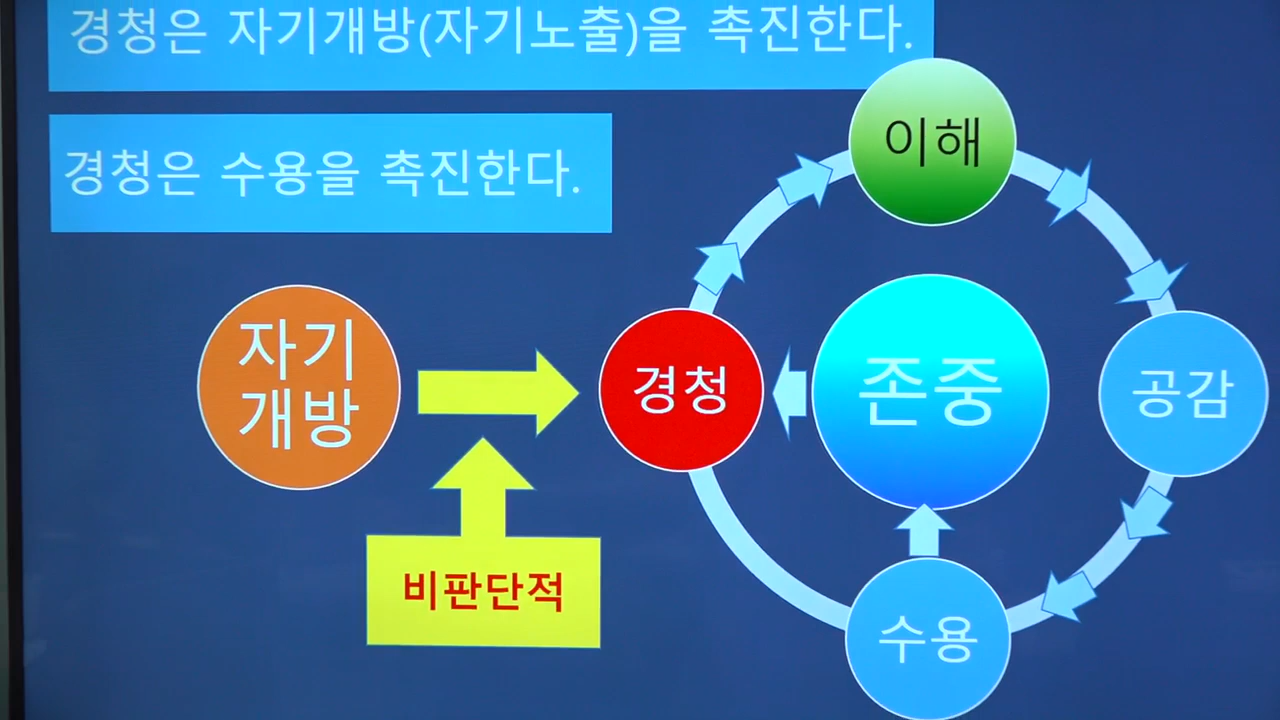 경청은 자기개방(자기노출)을 촉진한다.
경청은 수용을 촉진한다.
이해
자기
개방
경청
존중
공감
비판단적
수용